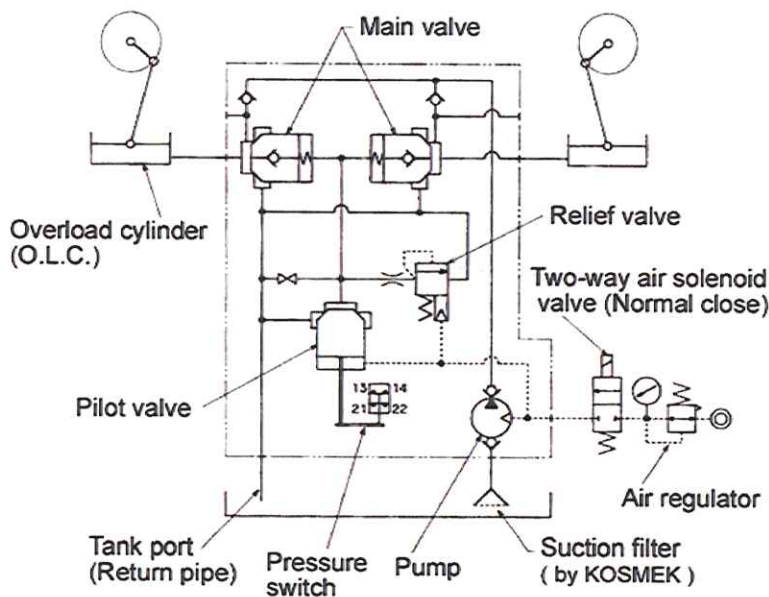 Main valve
Overload cylinder
(O.L.C.)
Relief valve
Two-way air solenoid
valve (Normal close)
Pilot valve
13 14
21 22
Air regulator
Tank port
(Return pipe)
Pressure
switch
Pump
Suction filter
( by KOSMEK )